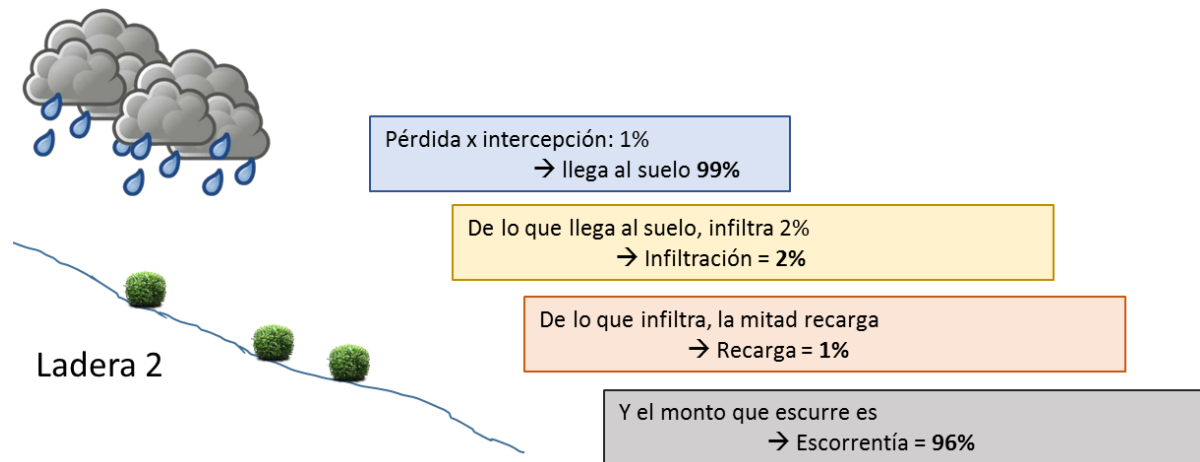 Pérdida x intercepción: 1%
→ llega al suelo 99%
De lo que llega al suelo, infiltra 2%
→ Infiltración = 2%
De lo que infiltra, la mitad recarga
→ Recarga = 1%
Ladera 2
Y el monto que escurre es
→ Escorrentía = 96%